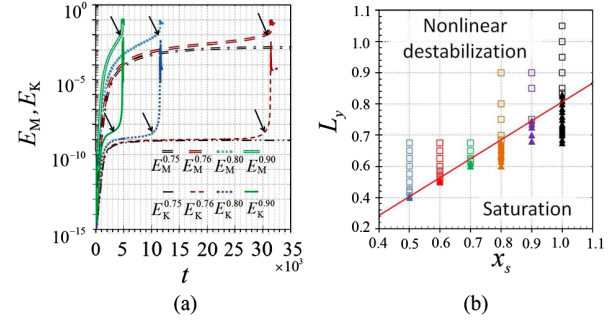 (a)
10⁰
10⁻⁵
10⁻¹⁰
10⁻¹⁵
E_M, E_K
E_M^0.75 E_M^0.76 E_M^0.80 E_M^0.90
E_K^0.75 E_K^0.76 E_K^0.80 E_K^0.90
0 5 10 15 20 25 30 35
×10³
t
(a)
Nonlinear
destabilization
Saturation
1.1
1.0
0.9
0.8
0.7
0.6
0.5
0.4
0.2
L_y
0.4 0.5 0.6 0.7 0.8 0.9 1.0 1.1
x_s
(b)